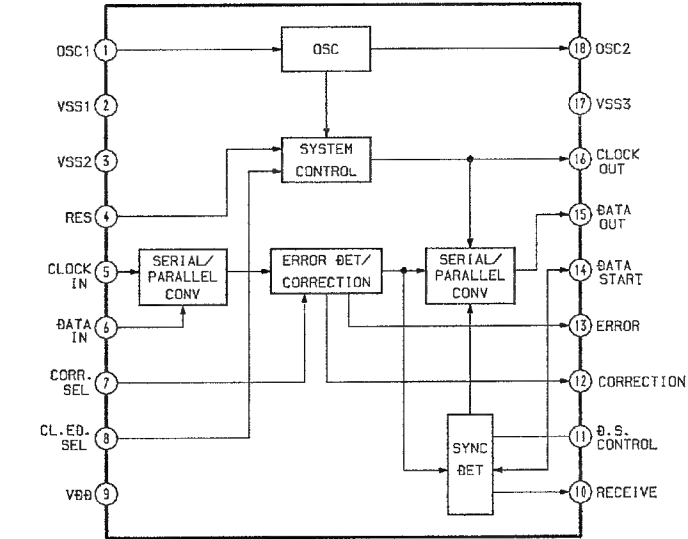 OSC1 1 OSC 18 OSC2
VSS1 2 17 VSS3
VSS2 3 SYSTEM CONTROL 16 CLOCK OUT
RES 4 15 DATA OUT
CLOCK IN 5 SERIAL/ PARALLEL CONV ERROR DET/ CORRECTION SERIAL/ PARALLEL CONV 14 DATA START
DATA IN 6 13 ERROR
CORR. SEL 7 12 CORRECTION
CL.ED. SEL 8 SYNC DET 11 D.S. CONTROL
VDD 9 10 RECEIVE